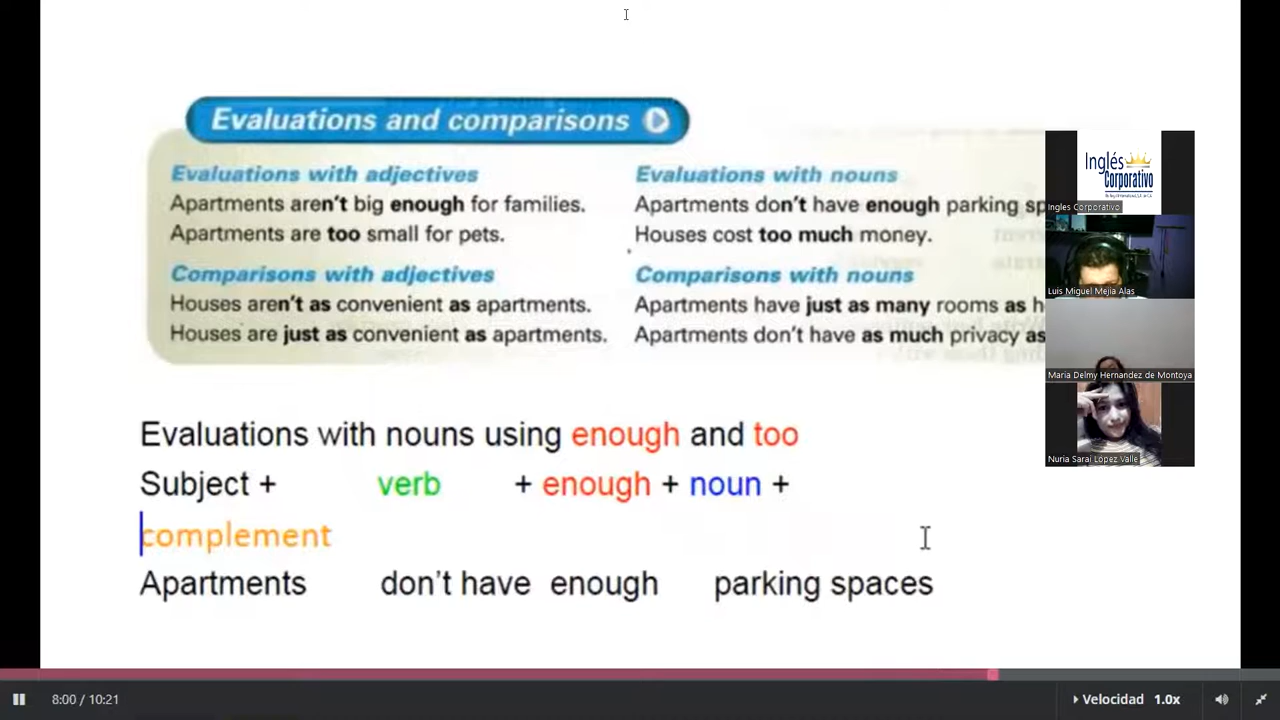 Evaluations and comparisons
Evaluations with adjectives
Apartments aren't big enough for families.
Apartments are too small for pets.
Comparisons with adjectives
Houses aren't as convenient as apartments.
Houses are just as convenient as apartments.
Evaluations with nouns
Apartments don't have enough parking sp
Houses cost too much money.
Comparisons with nouns
Apartments have just as many rooms as h
Apartments don't have as much privacy as
Evaluations with nouns using enough and too
Subject + verb + enough + noun +
complement
Apartments don't have enough parking spaces
Inglés
Corporativo
Ingles Corporativo
Luis Miguel Mejia Alas
Maria Delmy Hernandez de Montoya
Nuria Sarai Lopez Valle
8:00 / 10:21
Velocidad 1.0x